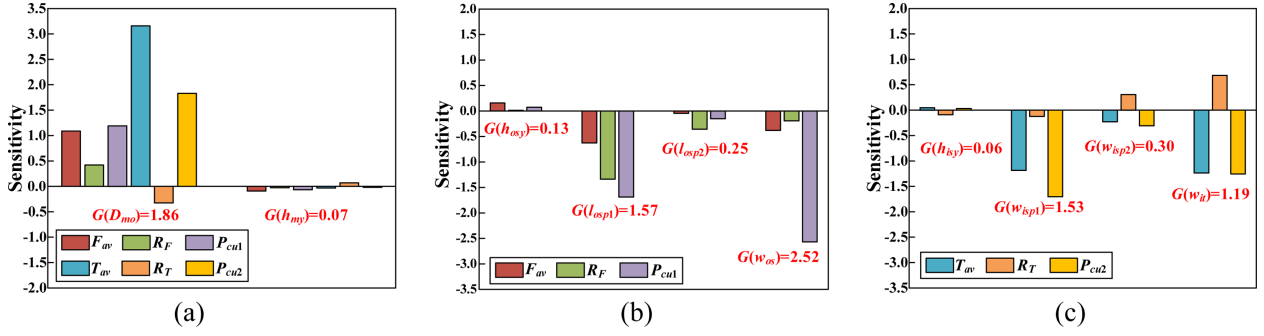 3.5
3.0
2.5
2.0
1.5
1.0
0.5
0.0
-0.5
-1.0
-1.5
-2.0
Sensitivity
G(Dmo)=1.86
G(hmy)=0.07
Fav RF Pcu1
Tav RT Pcu2
(a)
2.0
1.5
1.0
0.5
0.0
-0.5
-1.0
-1.5
-2.0
-2.5
-3.0
-3.5
Sensitivity
G(hosy)=0.13
G(losp2)=0.25
G(losp1)=1.57
G(wos)=2.52
Fav RF Pcu1
(b)
2.0
1.5
1.0
0.5
0.0
-0.5
-1.0
-1.5
-2.0
-2.5
-3.0
-3.5
Sensitivity
G(hisy)=0.06
G(wisp2)=0.30
G(wisp1)=1.53
G(wit)=1.19
Tav RT Pcu2
(c)